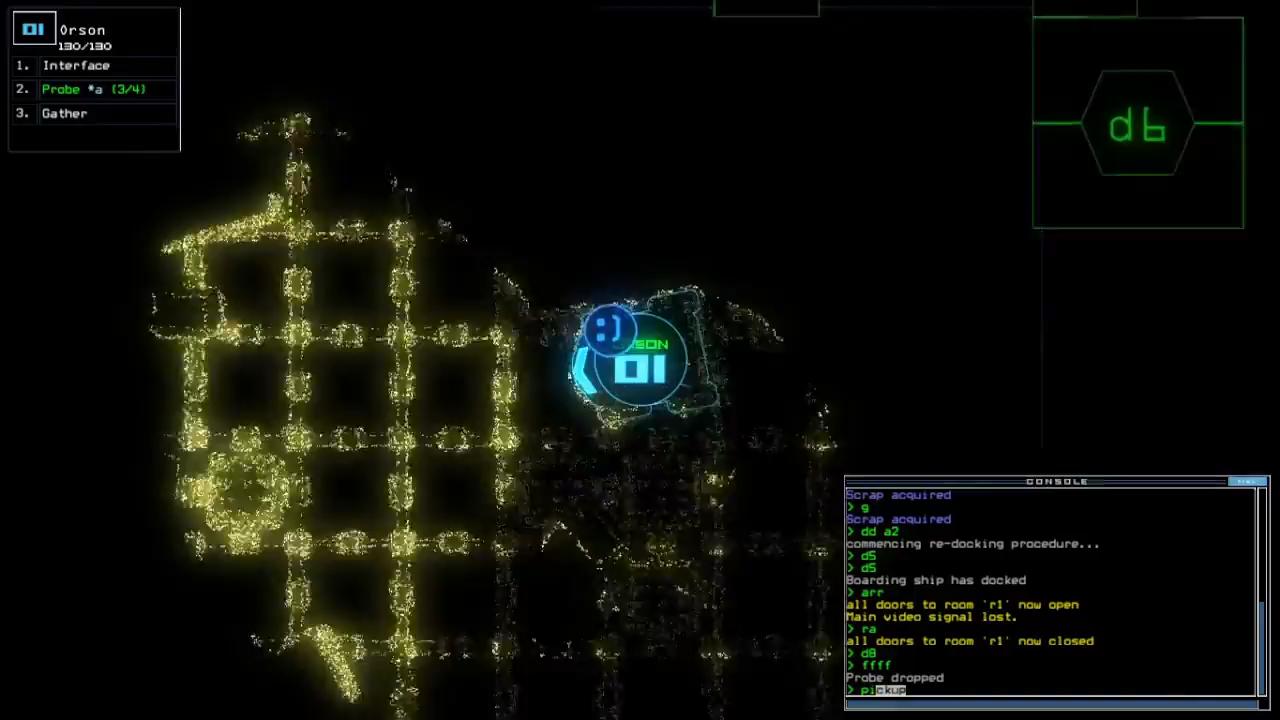 01 Orson
130/130
1. Interface
2. Probe *a (3/4)
3. Gather
d6
:)
01
CONSOLE
Scrap acquired
> g
Scrap acquired
> dd a2
commencing re-docking procedure...
> d5
> d5
Boarding ship has docked
> arr
all doors to room 'r1' now open
Main video signal lost.
> ra
all doors to room 'r1' now closed
> d8
> ffff
Probe dropped
> pickup